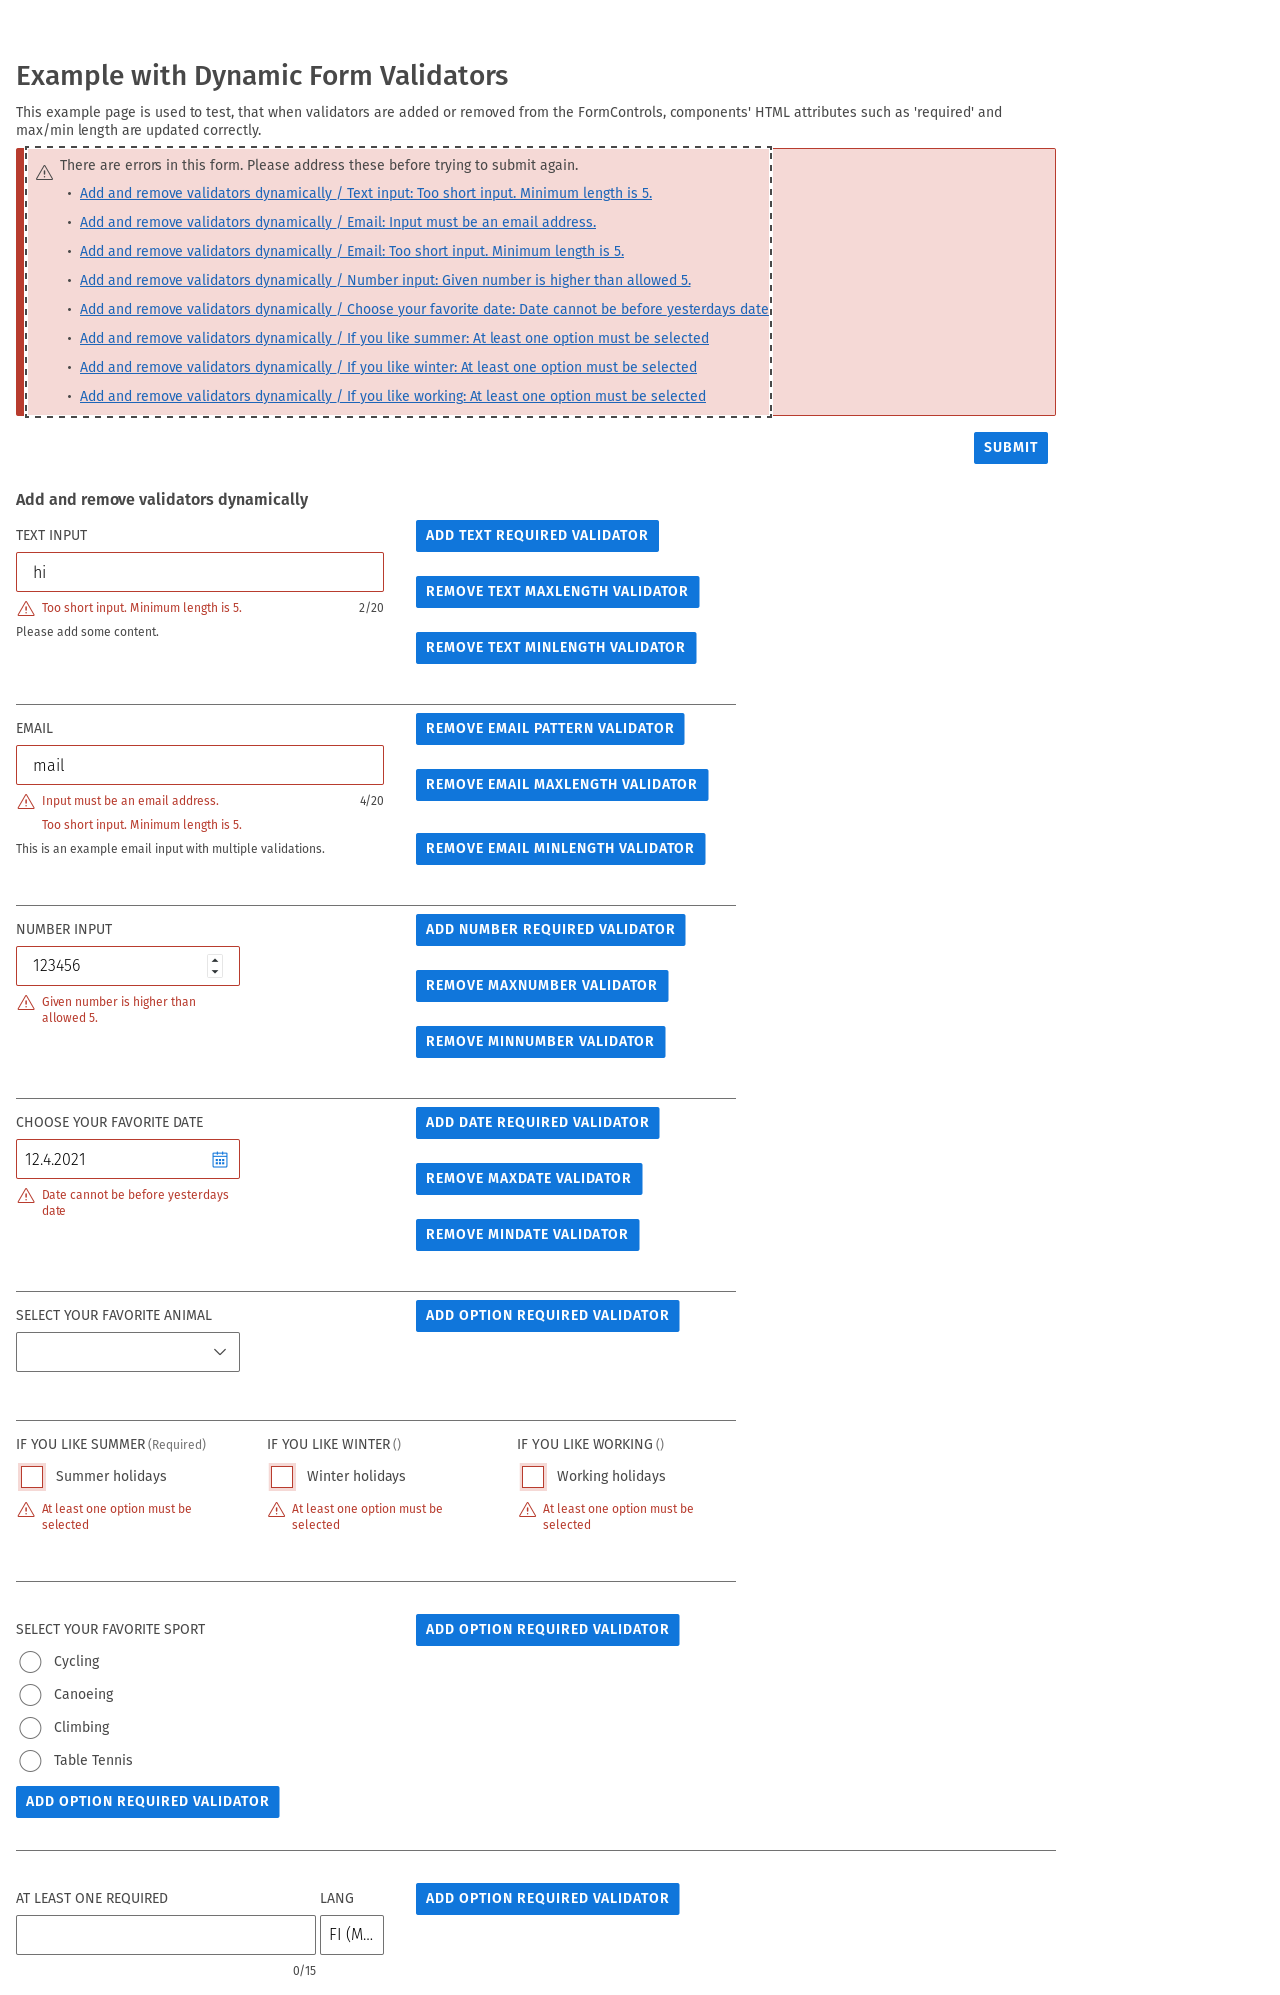 Example with Dynamic Form Validators
This example page is used to test, that when validators are added or removed from the FormControls, components' HTML attributes such as 'required' and
max/min length are updated correctly.
There are errors in this form. Please address these before trying to submit again.
• Add and remove validators dynamically / Text input: Too short input. Minimum length is 5.
• Add and remove validators dynamically / Email: Input must be an email address.
• Add and remove validators dynamically / Email: Too short input. Minimum length is 5.
• Add and remove validators dynamically / Number input: Given number is higher than allowed 5.
• Add and remove validators dynamically / Choose your favorite date: Date cannot be before yesterdays date
• Add and remove validators dynamically / If you like summer: At least one option must be selected
• Add and remove validators dynamically / If you like winter: At least one option must be selected
• Add and remove validators dynamically / If you like working: At least one option must be selected
SUBMIT
Add and remove validators dynamically
TEXT INPUT
hi
Too short input. Minimum length is 5. 2/20
Please add some content.
ADD TEXT REQUIRED VALIDATOR
REMOVE TEXT MAXLENGTH VALIDATOR
REMOVE TEXT MINLENGTH VALIDATOR
EMAIL
mail
Input must be an email address. 4/20
Too short input. Minimum length is 5.
This is an example email input with multiple validations.
REMOVE EMAIL PATTERN VALIDATOR
REMOVE EMAIL MAXLENGTH VALIDATOR
REMOVE EMAIL MINLENGTH VALIDATOR
NUMBER INPUT
123456
Given number is higher than
allowed 5.
ADD NUMBER REQUIRED VALIDATOR
REMOVE MAXNUMBER VALIDATOR
REMOVE MINNUMBER VALIDATOR
CHOOSE YOUR FAVORITE DATE
12.4.2021
Date cannot be before yesterdays
date
ADD DATE REQUIRED VALIDATOR
REMOVE MAXDATE VALIDATOR
REMOVE MINDATE VALIDATOR
SELECT YOUR FAVORITE ANIMAL
ADD OPTION REQUIRED VALIDATOR
IF YOU LIKE SUMMER (Required)
Summer holidays
At least one option must be
selected
IF YOU LIKE WINTER ()
Winter holidays
At least one option must be
selected
IF YOU LIKE WORKING ()
Working holidays
At least one option must be
selected
SELECT YOUR FAVORITE SPORT
Cycling
Canoeing
Climbing
Table Tennis
ADD OPTION REQUIRED VALIDATOR
ADD OPTION REQUIRED VALIDATOR
AT LEAST ONE REQUIRED
LANG
FI (M...
0/15
ADD OPTION REQUIRED VALIDATOR